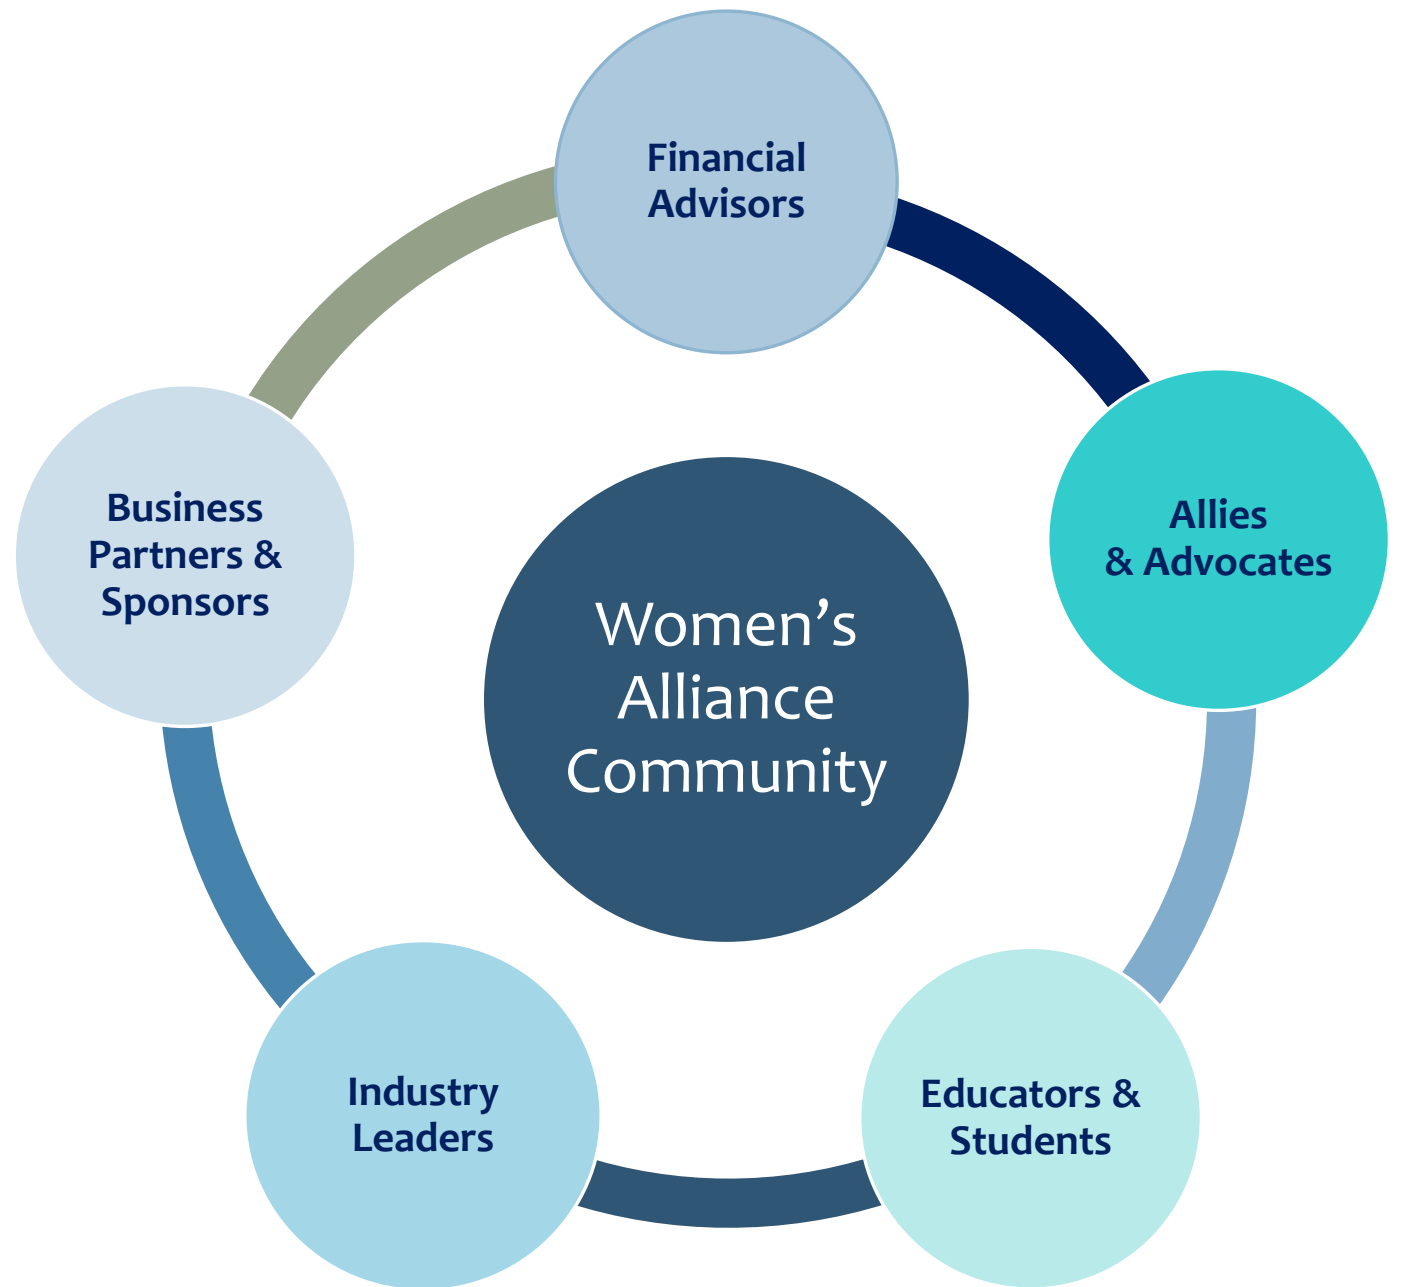 Financial
Advisors
Allies
& Advocates
Educators &
Students
Industry
Leaders
Business
Partners &
Sponsors
Women’s
Alliance
Community